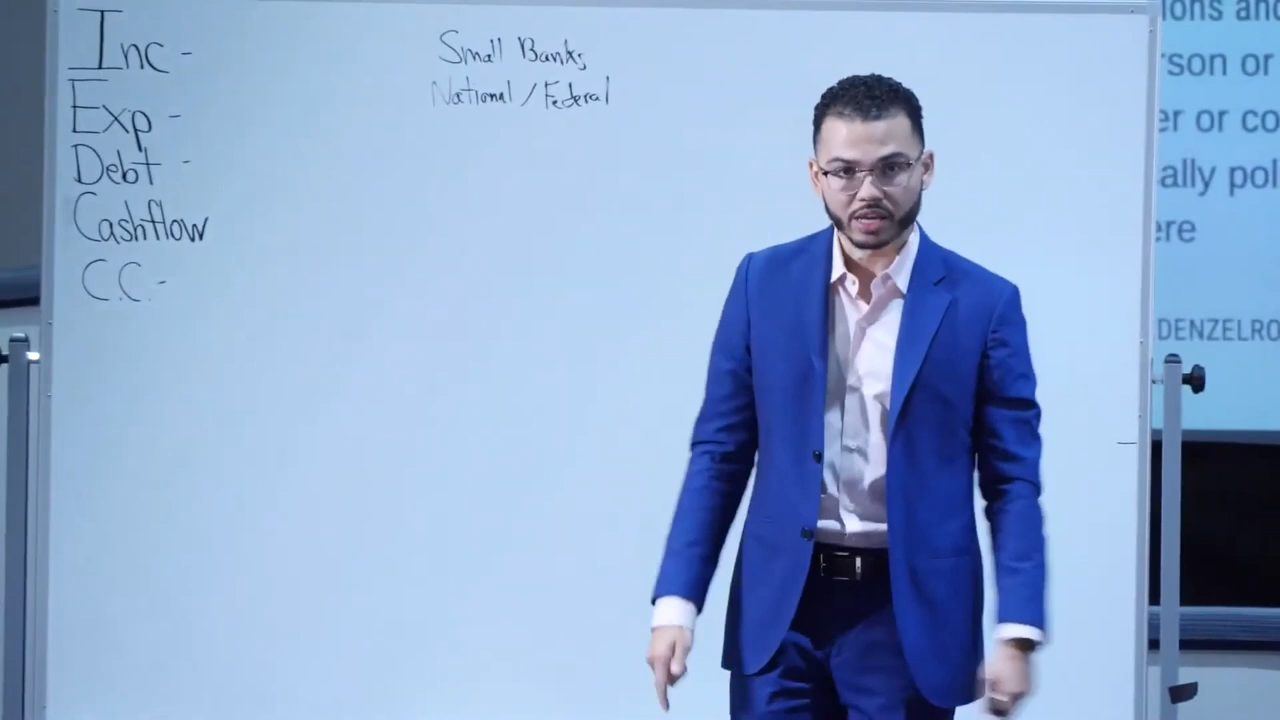 Inc -
Exp -
Debt -
Cashflow
C.C. -
Small Banks
National / Federal
ions and
rson or
er or co
ally pol
ere
DENZELRO